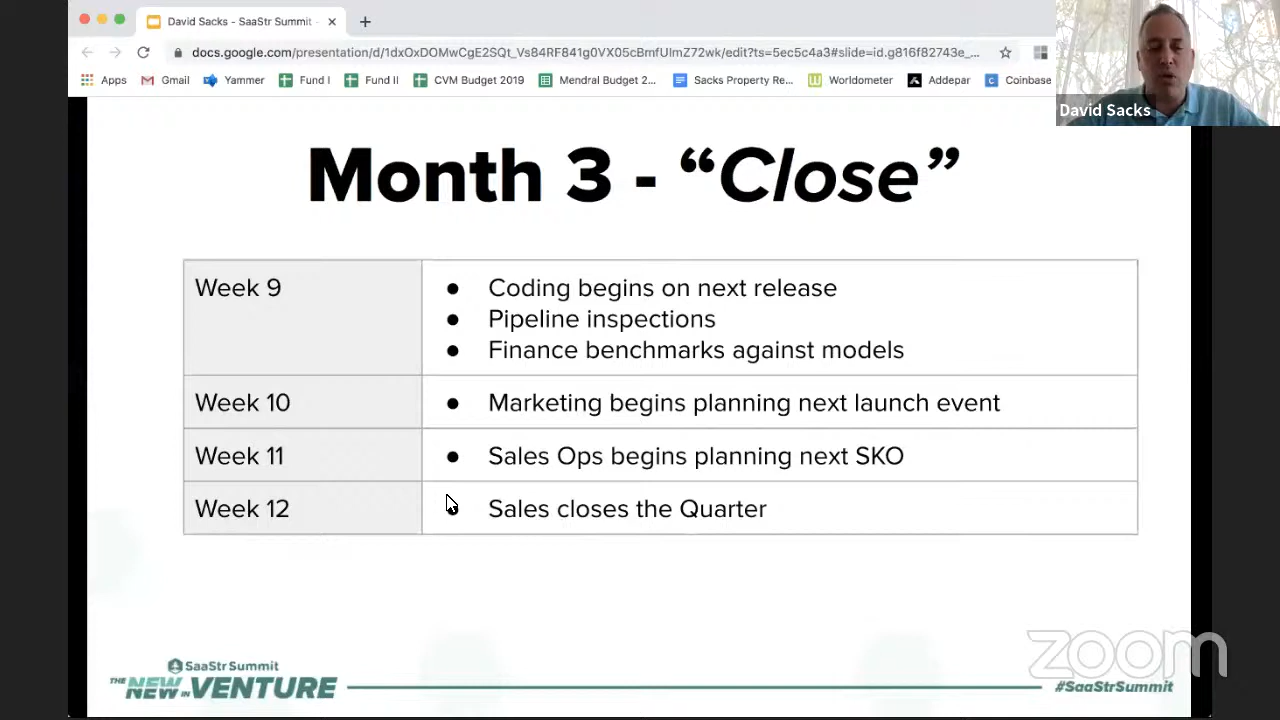 David Sacks - SaaStr Summit -
docs.google.com/presentation/d/1dxOxDOMwCgE2SQt_Vs84RF841g0VX05cBmfUlmZ72wk/edit?ts=5ec5c4a3#slide=id.g816f82743e_...
Apps Gmail Yammer Fund I Fund II CVM Budget 2019 Mendral Budget 2... Sacks Property Re... Worldometer Addepar Coinbase
David Sacks
Month 3 - “Close”
Week 9
● Coding begins on next release
● Pipeline inspections
● Finance benchmarks against models
Week 10
● Marketing begins planning next launch event
Week 11
● Sales Ops begins planning next SKO
Week 12
● Sales closes the Quarter
zoom
SaaStr Summit
THE NEW IN VENTURE
#SaaStrSummit